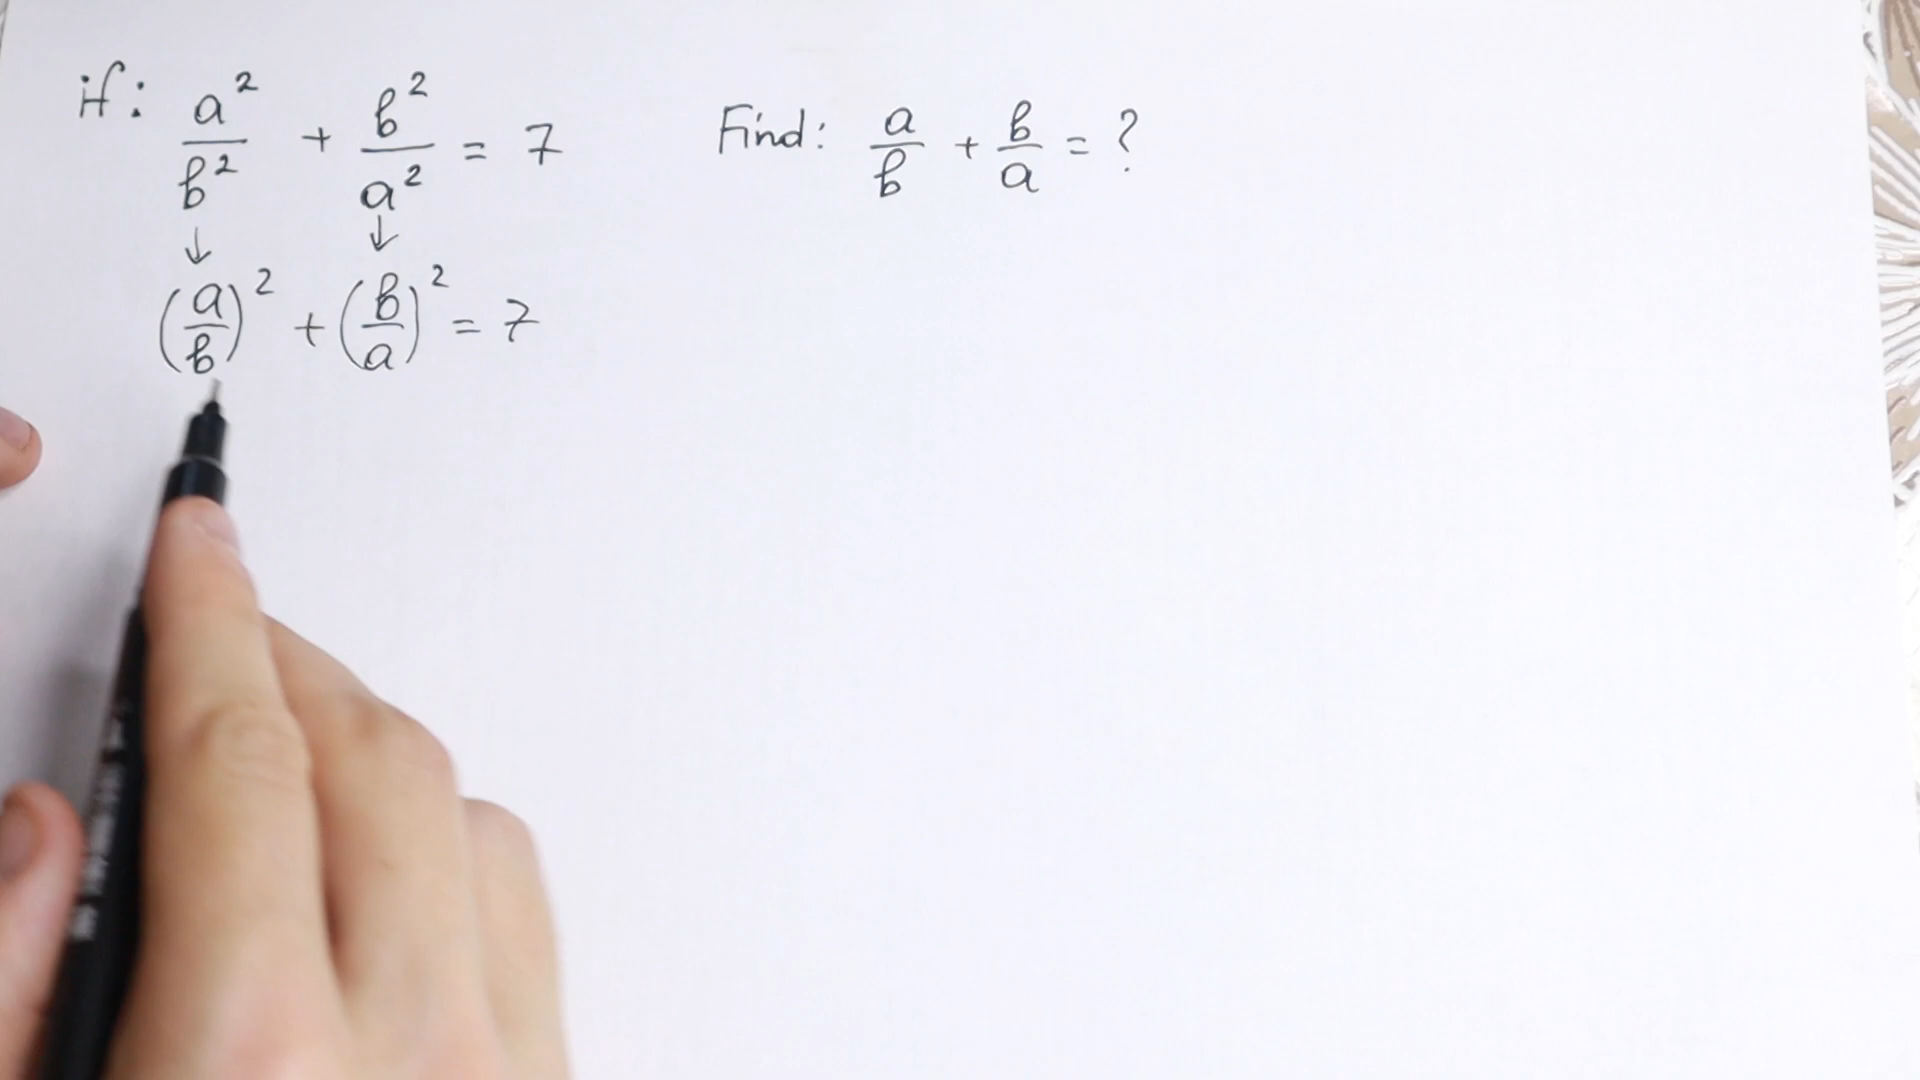 if: a²/b² + b²/a² = 7
Find: a/b + b/a = ?
↓ ↓
(a/b)² + (b/a)² = 7